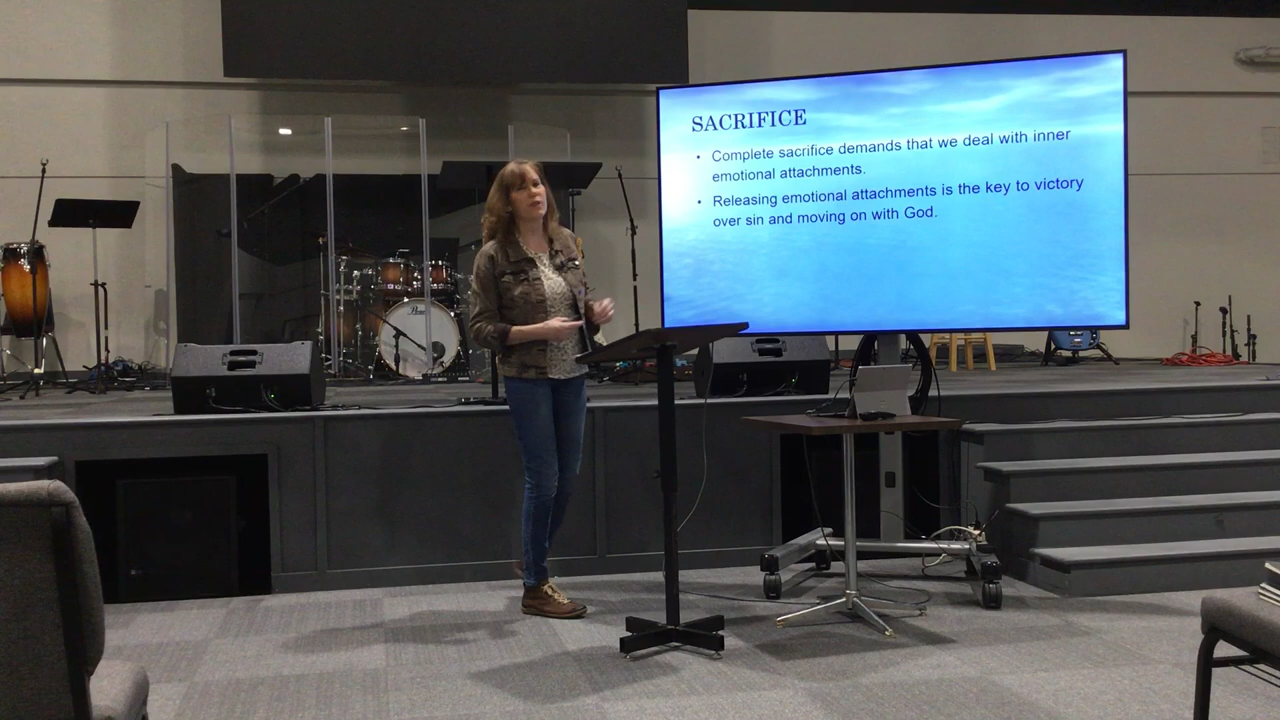 SACRIFICE
• Complete sacrifice demands that we deal with inner
emotional attachments.
• Releasing emotional attachments is the key to victory
over sin and moving on with God.